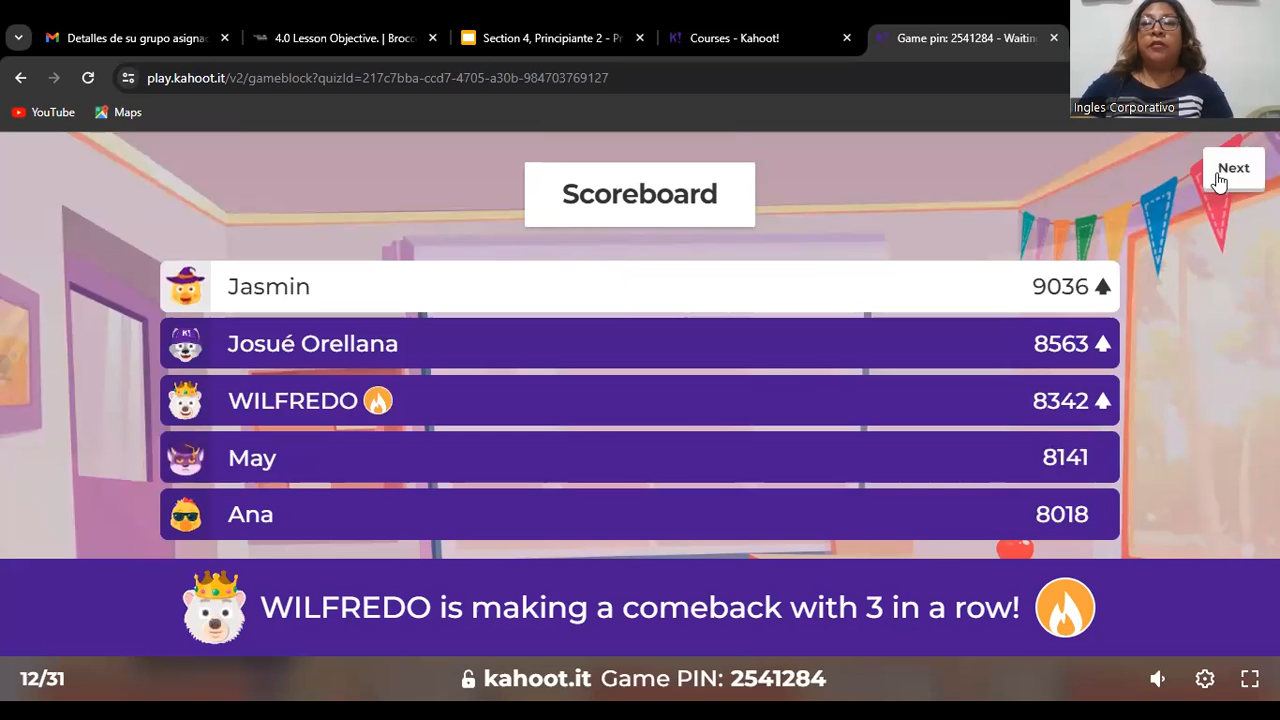 Detalles de su grupo asigna
4.0 Lesson Objective. | Brocc
Section 4, Principiante 2 - Pr
Courses - Kahoot!
Game pin: 2541284 - Waitin
play.kahoot.it/v2/gameblock?quizId=217c7bba-ccd7-4705-a30b-984703769127
Ingles Corporativo
YouTube
Maps
Scoreboard
Next
Jasmin 9036
Josué Orellana 8563
WILFREDO 8342
May 8141
Ana 8018
WILFREDO is making a comeback with 3 in a row!
12/31
kahoot.it Game PIN: 2541284